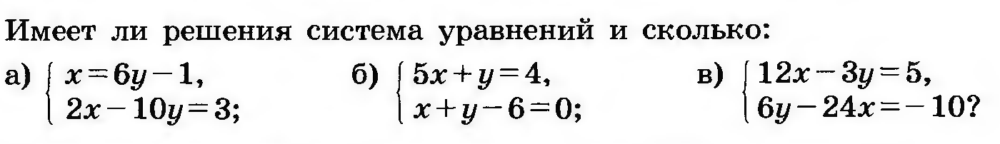 Имеет ли решения система уравнений и сколько:
а) { x=6y-1, б) { 5x+y=4, в) { 12x-3y=5,
2x-10y=3; x+y-6=0; 6y-24x=-10?